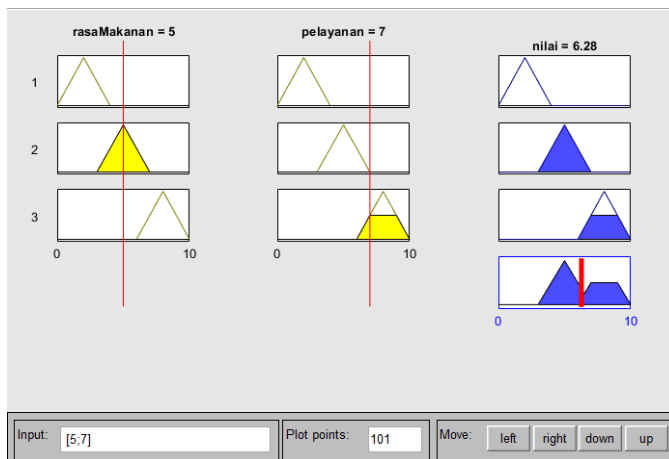 rasaMakanan = 5 pelayanan = 7 nilai = 6.28
1
2
3
0 10 0 10
0 10
Input: [5;7] Plot points: 101 Move: left right down up